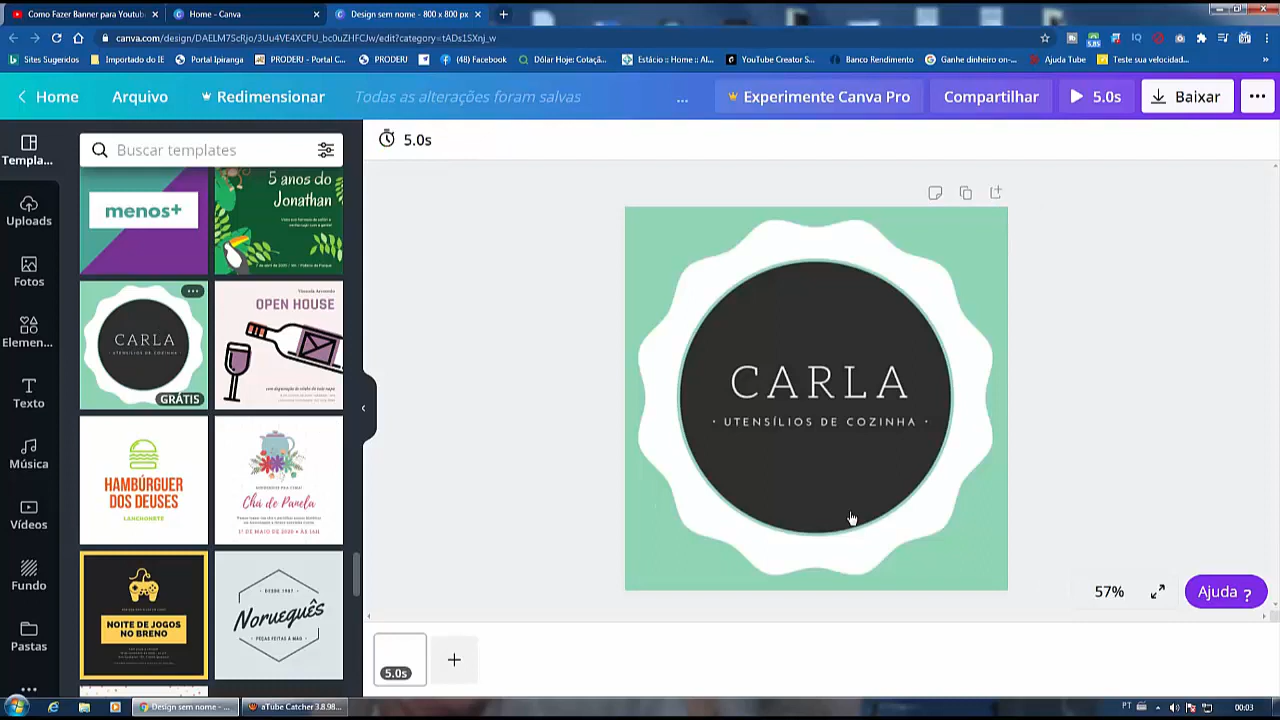 Como Fazer Banner para Youtub
Home - Canva
Design sem nome - 800 x 800 px
canva.com/design/DAELM7ScRjo/3Uu4VE4XCPU_bc0uZHFCJw/edit?category=tADs1SXnj_w
Sites Sugeridos
Importado do IE
Portal Ipiranga
PRODERJ - Portal C...
PRODERJ
(48) Facebook
Dólar Hoje: Cotaçã...
Estácio :: Home :: Al...
YouTube Creator S...
Banco Rendimento
Ganhe dinheiro on-...
Ajuda Tube
Teste sua velocidad...
Home
Arquivo
Redimensionar
Todas as alterações foram salvas
...
Experimente Canva Pro
Compartilhar
5.0s
Baixar
Templa...
Uploads
Fotos
Elemen...
Texto
Música
Vídeos
Fundo
Pastas
Buscar templates
5.0s
menos+
5 anos do
Jonathan
CARLA
UTENSÍLIOS DE COZINHA
GRÁTIS
OPEN HOUSE
HAMBÚRGUER
DOS DEUSES
LANCHONETE
Chá de Panela
1º DE MAIO DE 2020 • ÀS 16H
NOITE DE JOGOS
NO BRENO
DESDE 1987
Norueguês
PEÇAS FEITAS À MÃO
CARLA
· UTENSÍLIOS DE COZINHA ·
57%
Ajuda ?
5.0s
Design sem nome - ...
aTube Catcher 3.8.98...
PT
00:03